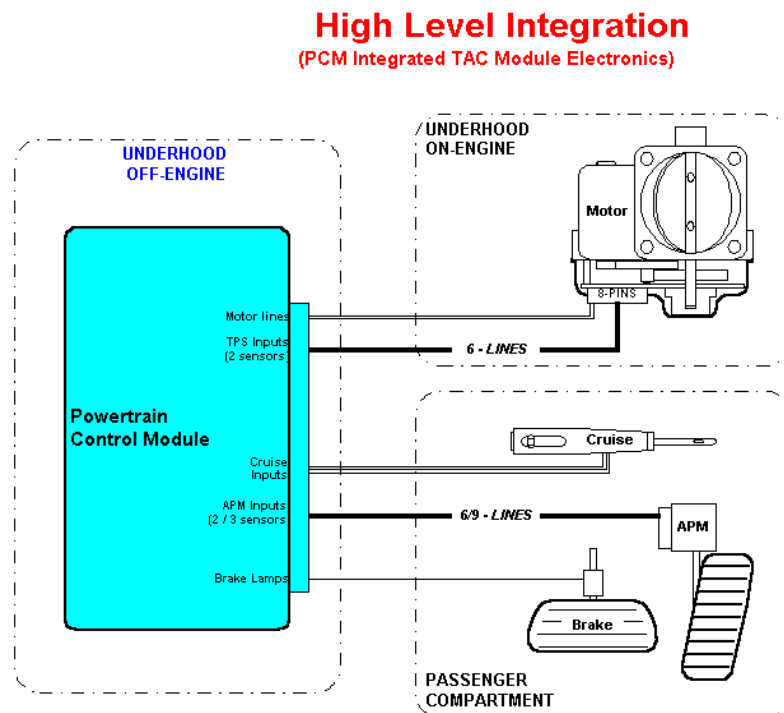 High Level Integration
(PCM Integrated TAC Module Electronics)
UNDERHOOD
OFF-ENGINE
UNDERHOOD
ON-ENGINE
Motor
8-PINS
Motor lines
TPS Inputs
(2 sensors)
6 - LINES
Powertrain
Control Module
Cruise
Inputs
Cruise
APM Inputs
(2 / 3 sensors
6/9 - LINES
APM
Brake Lamps
Brake
PASSENGER
COMPARTMENT